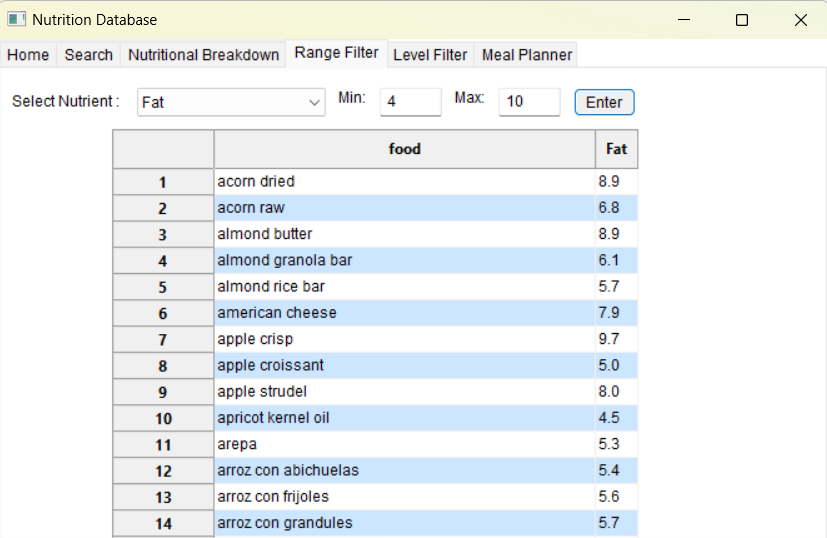 Nutrition Database
Home Search Nutritional Breakdown Range Filter Level Filter Meal Planner
Select Nutrient : Fat Min: 4 Max: 10 Enter
food Fat
1 acorn dried 8.9
2 acorn raw 6.8
3 almond butter 8.9
4 almond granola bar 6.1
5 almond rice bar 5.7
6 american cheese 7.9
7 apple crisp 9.7
8 apple croissant 5.0
9 apple strudel 8.0
10 apricot kernel oil 4.5
11 arepa 5.3
12 arroz con abichuelas 5.4
13 arroz con frijoles 5.6
14 arroz con grandules 5.7